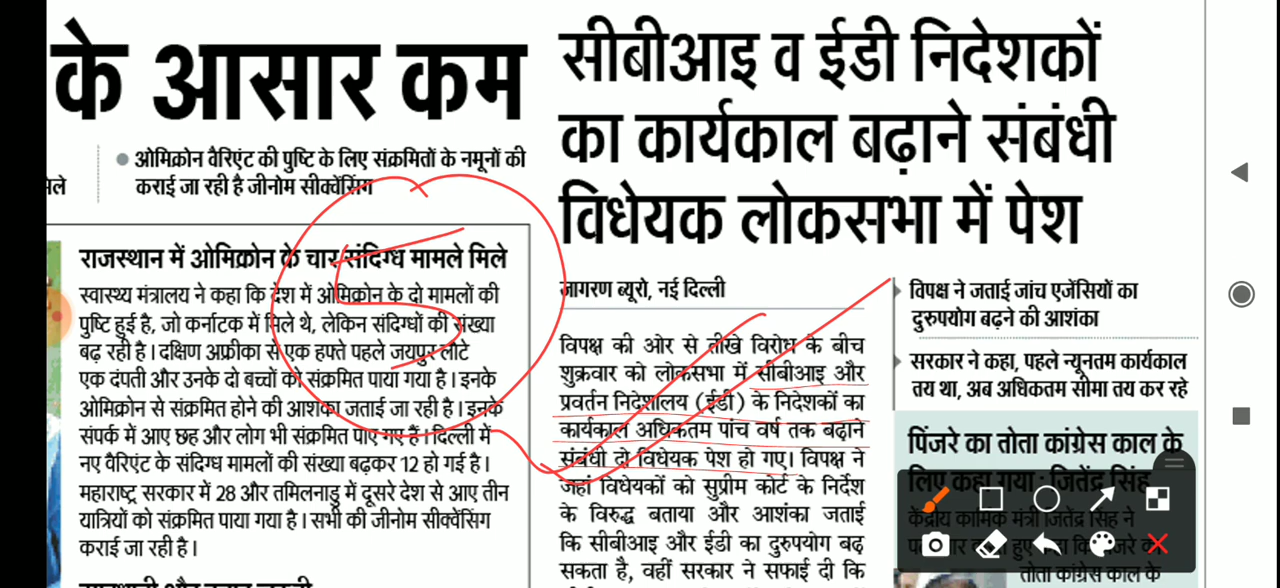 के आसार कम
मिले
ओमिक्रोन वैरिएंट की पुष्टि के लिए संक्रमितों के नमूनों की
कराई जा रही है जीनोम सीक्वेंसिंग
राजस्थान में ओमिक्रोन के चार संदिग्ध मामले मिले
स्वास्थ्य मंत्रालय ने कहा कि देश में ओमिक्रोन के दो मामलों की
पुष्टि हुई है, जो कर्नाटक में मिले थे, लेकिन संदिग्धों की संख्या
बढ़ रही है। दक्षिण अफ्रीका से एक हफ्ते पहले जयपुर लौटे
एक दंपती और उनके दो बच्चों को संक्रमित पाया गया है। इनके
ओमिक्रोन से संक्रमित होने की आशंका जताई जा रही है। इनके
संपर्क में आए छह और लोग भी संक्रमित पाए गए हैं। दिल्ली में
नए वैरिएंट के संदिग्ध मामलों की संख्या बढ़कर 12 हो गई है।
महाराष्ट्र सरकार में 28 और तमिलनाडु में दूसरे देश से आए तीन
यात्रियों को संक्रमित पाया गया है। सभी की जीनोम सीक्वेंसिंग
कराई जा रही है।
सीबीआइ व ईडी निदेशकों
का कार्यकाल बढ़ाने संबंधी
विधेयक लोकसभा में पेश
जागरण ब्यूरो, नई दिल्ली
विपक्ष की ओर से तीखे विरोध के बीच
शुक्रवार को लोकसभा में सीबीआइ और
प्रवर्तन निदेशालय (ईडी) के निदेशकों का
कार्यकाल अधिकतम पांच वर्ष तक बढ़ाने
संबंधी दो विधेयक पेश हो गए। विपक्ष ने
जहां विधेयकों को सुप्रीम कोर्ट के निर्देश
के विरुद्ध बताया और आशंका जताई
कि सीबीआइ और ईडी का दुरुपयोग बढ़
सकता है, वहीं सरकार ने सफाई दी कि
विपक्ष ने जताई जांच एजेंसियों का
दुरुपयोग बढ़ने की आशंका
सरकार ने कहा, पहले न्यूनतम कार्यकाल
तय था, अब अधिकतम सीमा तय कर रहे
पिंजरे का तोता कांग्रेस काल के
लिए कहा गया : जितेंद्र सिंह
केंद्रीय कार्मिक मंत्री जितेंद्र सिंह ने
हुए कहा कि पिंजरे का
तोता कांग्रेस काल के